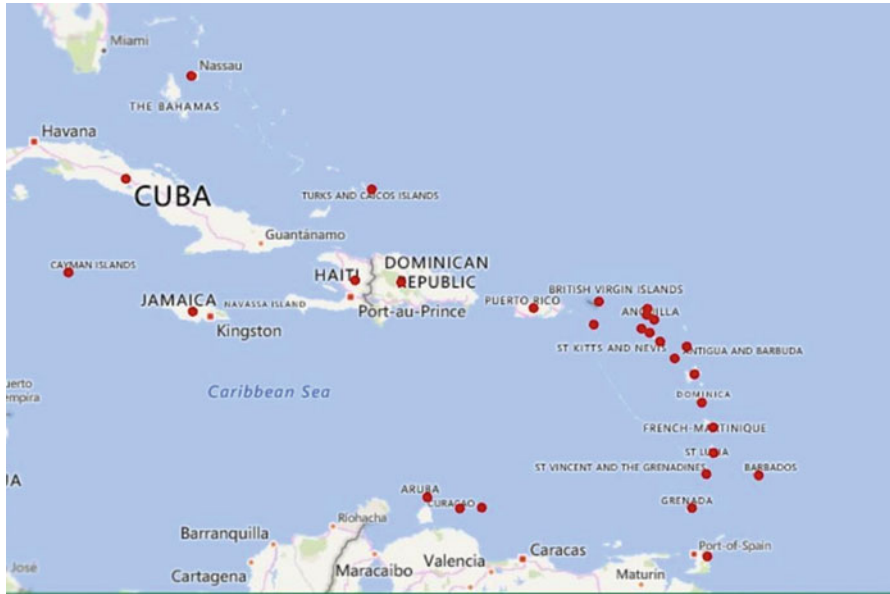 Miami
Nassau
THE BAHAMAS
Havana
CUBA
TURKS AND CAICOS ISLANDS
Guantánamo
CAYMAN ISLANDS
HAITI
DOMINICAN
REPUBLIC
BRITISH VIRGIN ISLANDS
JAMAICA
NAVASSA ISLAND
PUERTO RICO
ANGUILLA
Port-au-Prince
Kingston
ST KITTS AND NEVIS
ANTIGUA AND BARBUDA
uerto
empira
Caribbean Sea
DOMINICA
FRENCH-MARTINIQUE
ST LUCIA
UA
ST VINCENT AND THE GRENADINES
BARBADOS
ARUBA
CURACAO
GRENADA
Riohacha
Barranquilla
Port-of-Spain
Caracas
Valencia
José
Cartagena
Maracaibo
Maturin